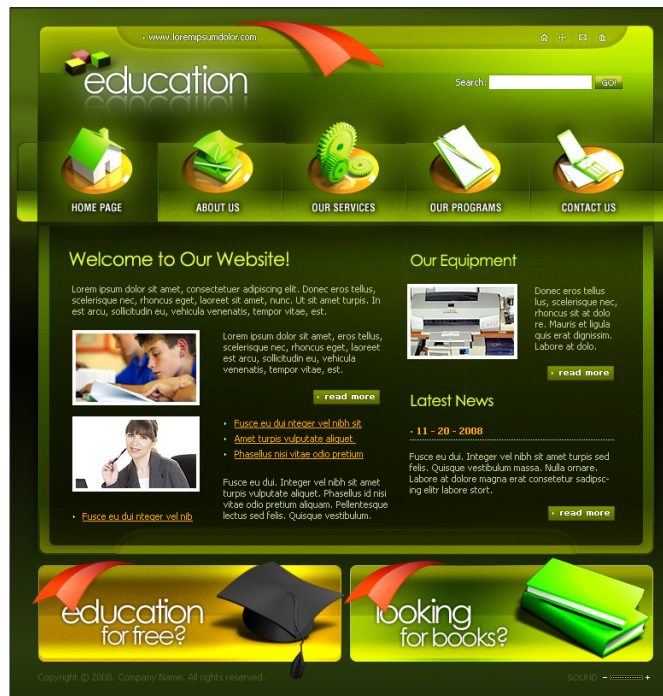 www.loremipsumdolor.com
education
Search: GO!
HOME PAGE
ABOUT US
OUR SERVICES
OUR PROGRAMS
CONTACT US
Welcome to Our Website!
Lorem ipsum dolor sit amet, consectetuer adipiscing elit. Donec eros tellus,
scelerisque nec, rhoncus eget, laoreet sit amet, nunc. Ut sit amet turpis. In
est arcu, sollicitudin eu, vehicula venenatis, tempor vitae, est.
Lorem ipsum dolor sit amet, eros tellus,
scelerisque nec, rhoncus eget, laoreet
est arcu, sollicitudin eu, vehicula
venenatis, tempor vitae, est.
read more
Fusce eu dui nteger vel nibh sit
Amet turpis vulputate aliquet
Phasellus nisi vitae odio pretium
Fusce eu dui nteger vel nib
Fusce eu dui. Integer vel nibh sit amet
turpis vulputate aliquet. Phasellus id nisi
vitae odio pretium aliquam. Pellentesque
lectus sed felis. Quisque vestibulum.
Our Equipment
Donec eros tellus
lus, scelerisque nec,
rhoncus sit at dolo
re. Mauris et ligula
quis erat dignissim.
Labore at dolo.
read more
Latest News
11 - 20 - 2008
Fusce eu dui. Integer vel nibh sit amet turpis sed
felis. Quisque vestibulum massa. Nulla ornare.
Labore at dolore magna erat consetetur sadipsc-
ing elitr labore stort.
read more
education
for free?
looking
for books?
Copyright © 2008. Company Name. All rights reserved.
SOUND - +